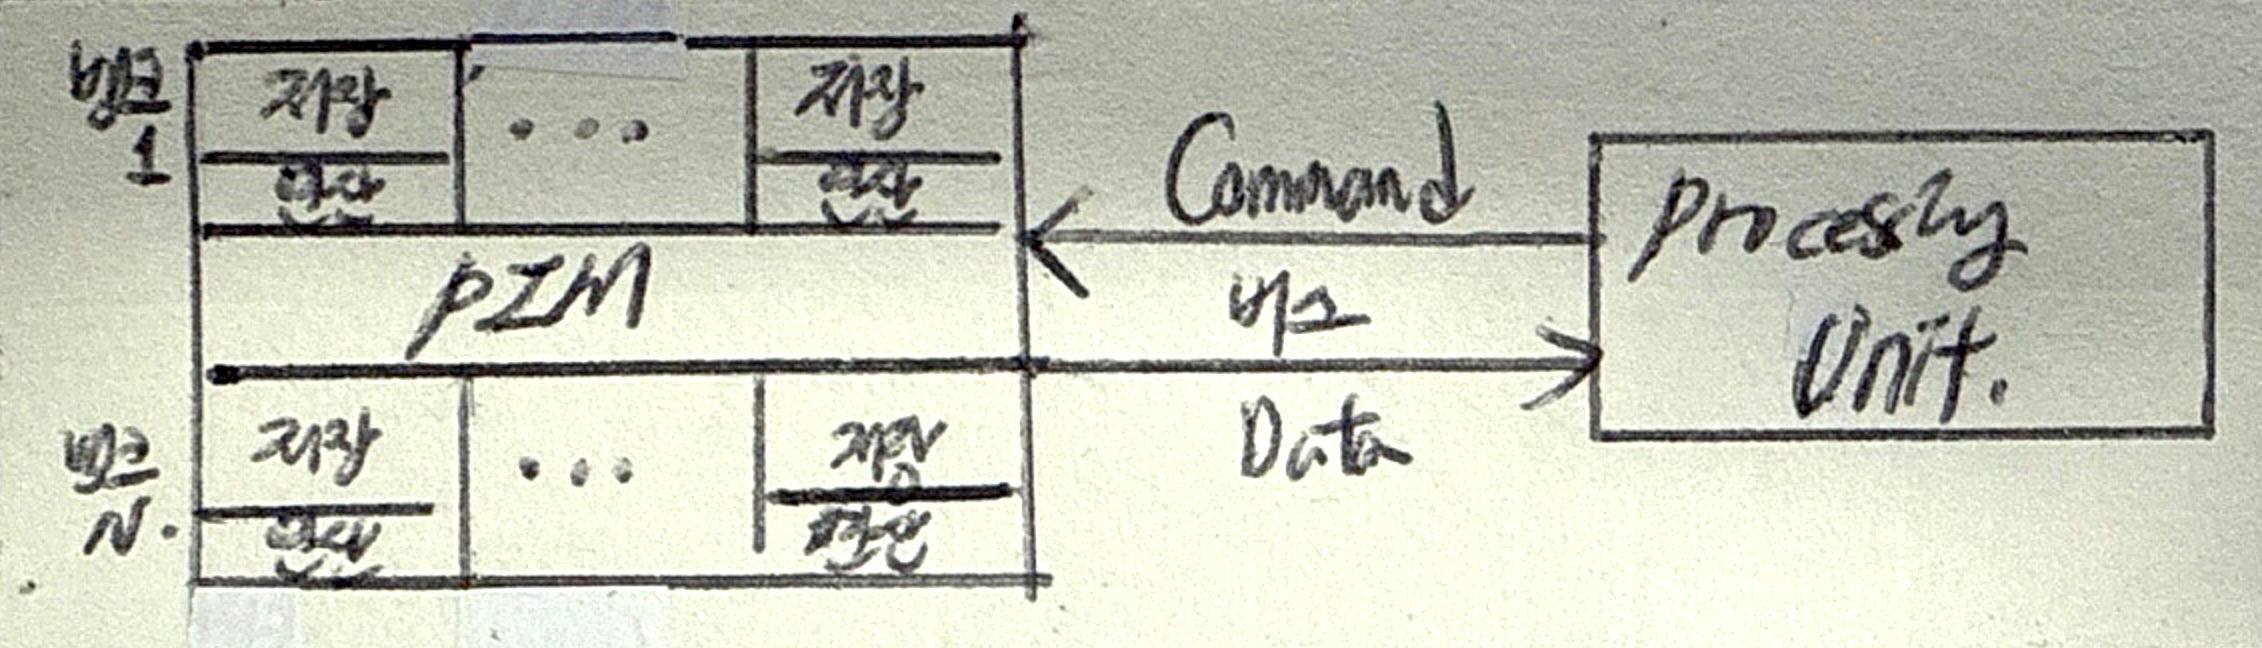 뱅크
1
저장
...
저장
연산
연산
PIM
뱅크
N.
저장
...
저장
연산
연산
Command
버스
Data
Processing
Unit.